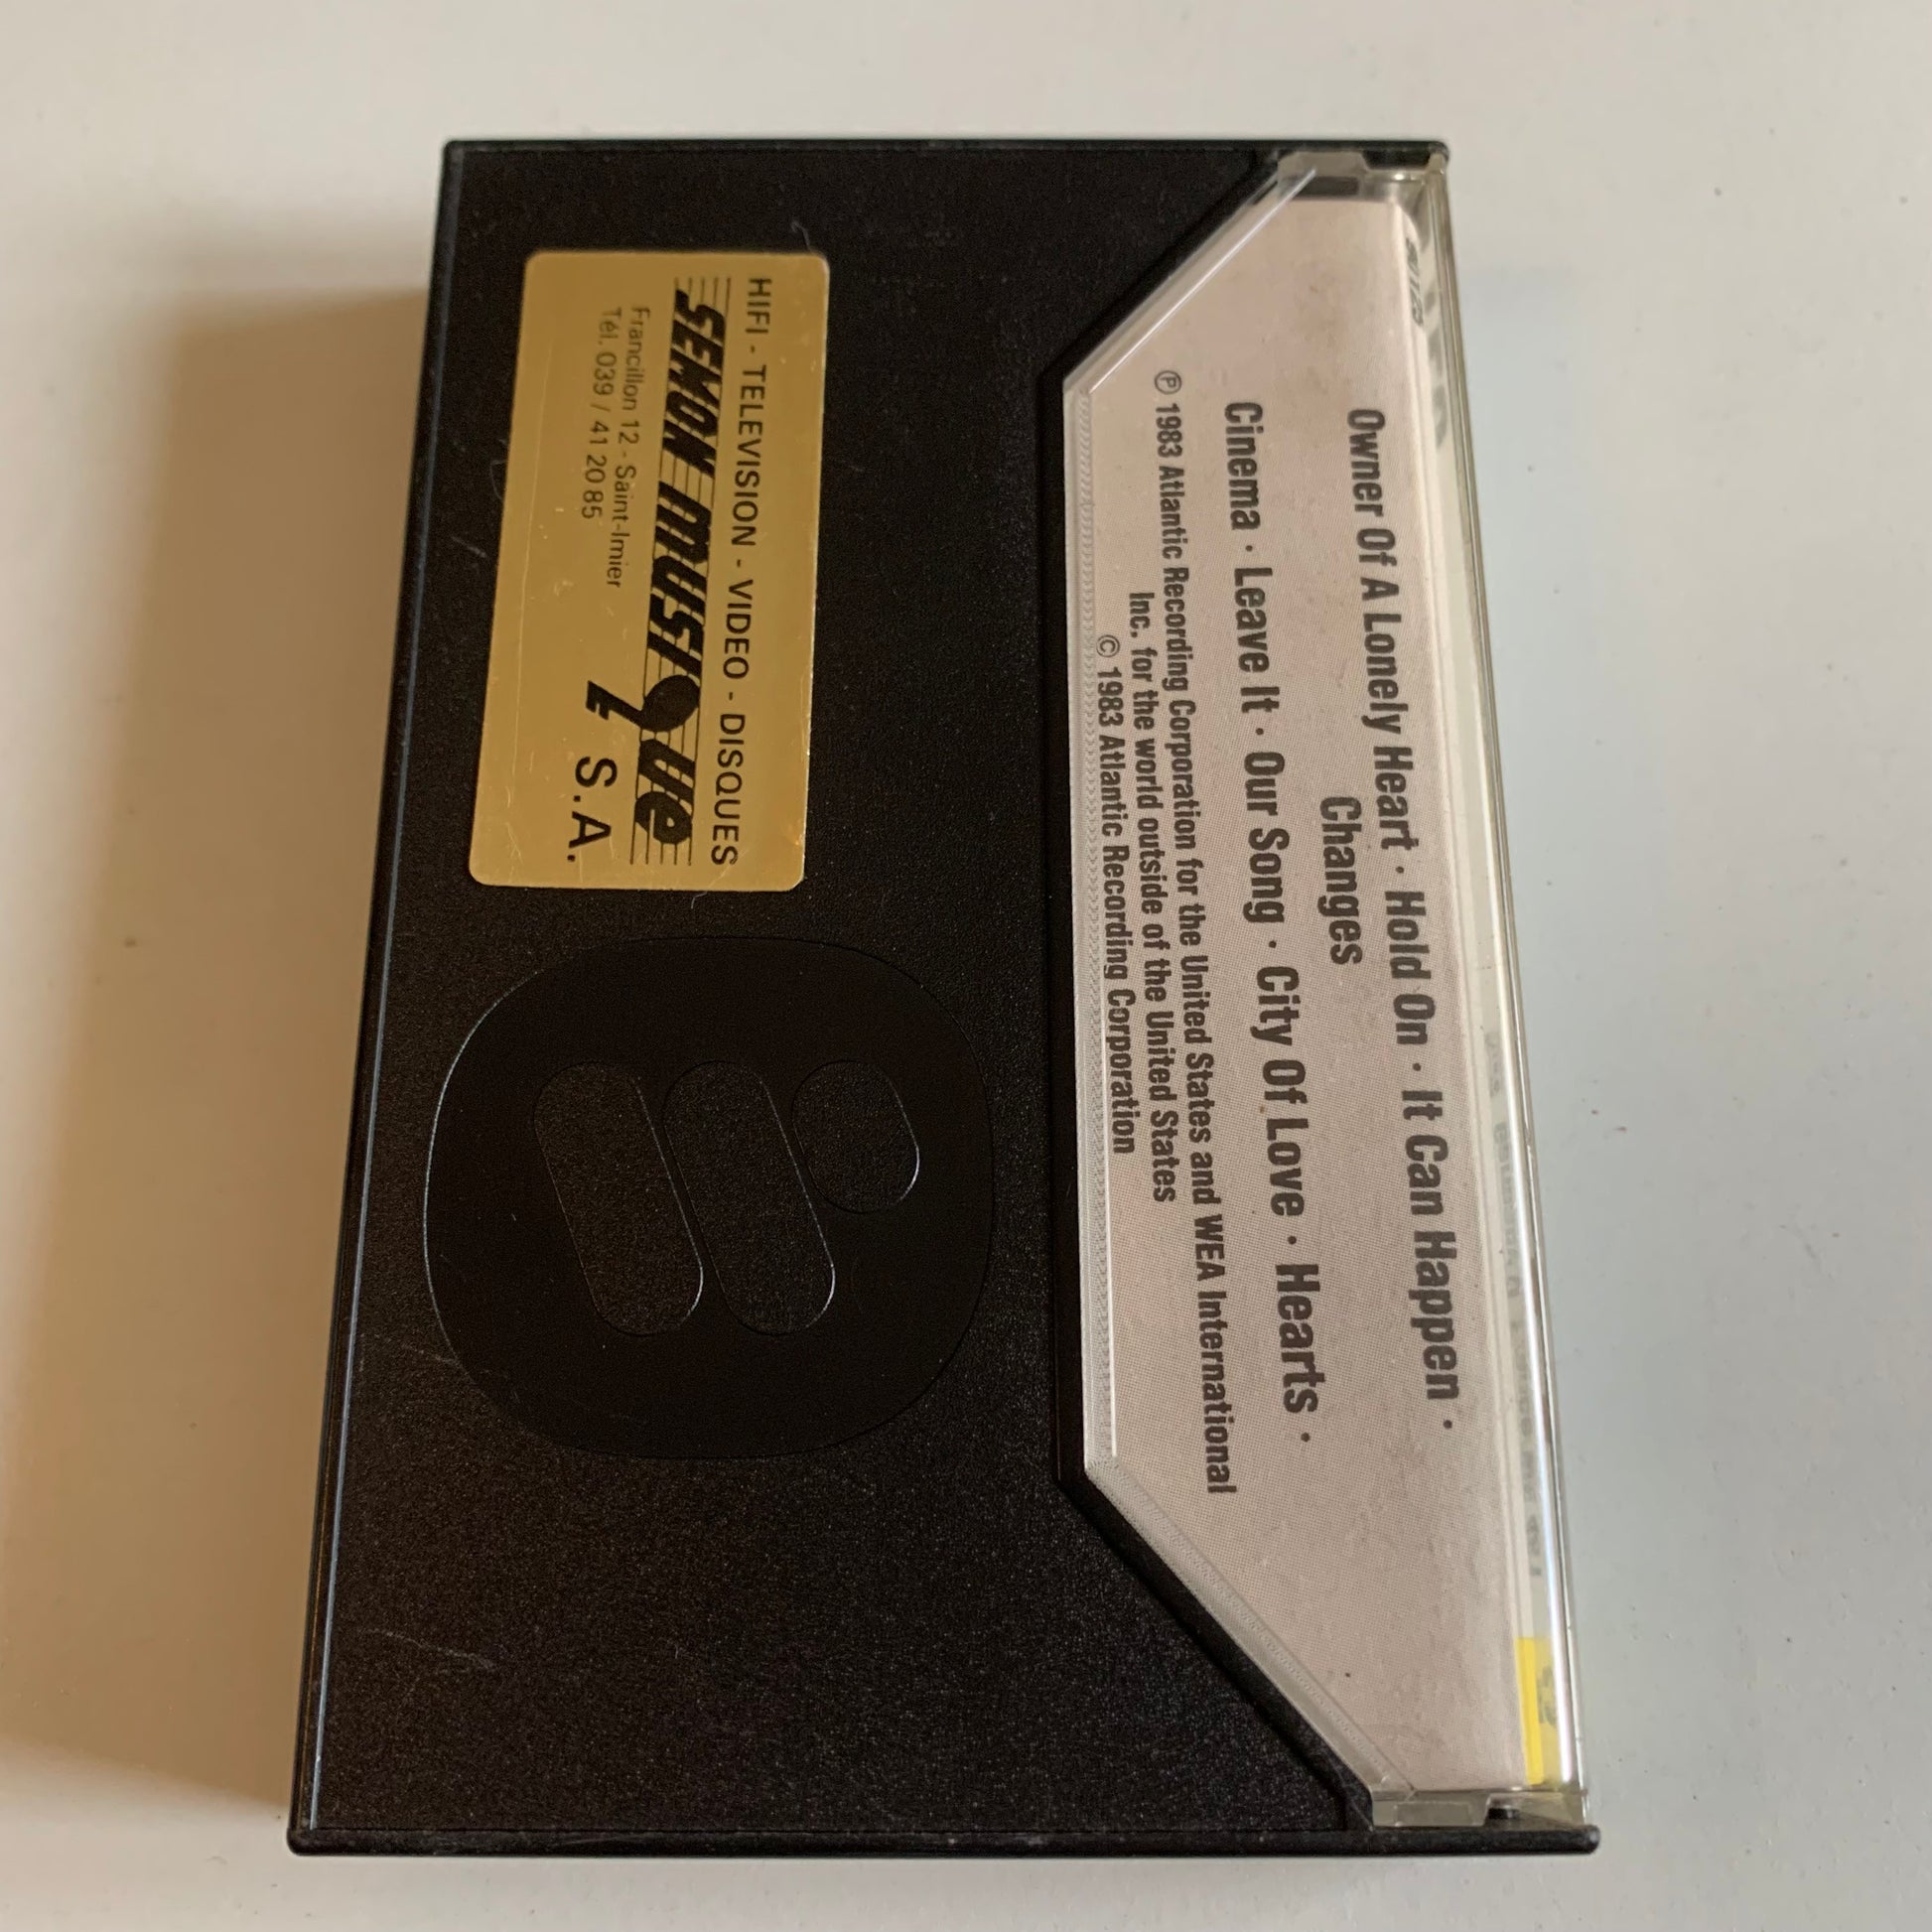 HIFI - TELEVISION - VIDEO - DISQUES
SEMON MUSIQUE
S.A.
Francillon 12 - Saint-Imier
Tél. 039 / 41 20 85
Owner Of A Lonely Heart · Hold On · It Can Happen ·
Changes
Cinema · Leave It · Our Song · City Of Love · Hearts ·
℗ 1983 Atlantic Recording Corporation for the United States and WEA International
Inc. for the world outside of the United States
© 1983 Atlantic Recording Corporation